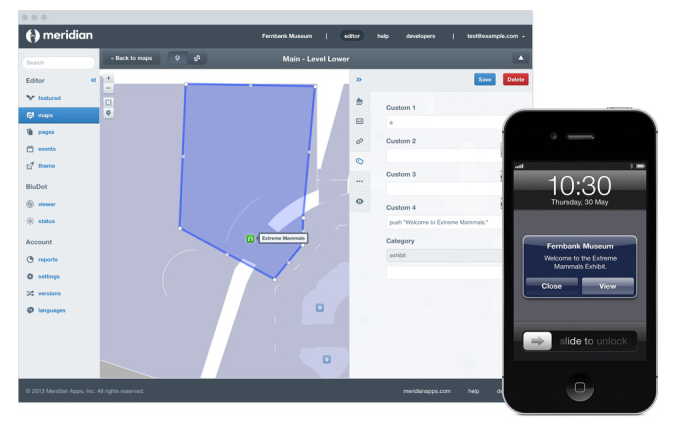 meridian
Fernbank Museum | editor help developers | test@example.com
Search
« Back to maps
Main - Level Lower
Editor «
featured
maps
pages
events
theme
BluDot
viewer
status
Account
reports
settings
versions
languages
+
−
Extreme Mammals
»
Save Delete
Custom 1
a
Custom 2
Custom 3
Custom 4
push "Welcome to Extreme Mammals."
Category
exhibit
© 2013 Meridian Apps, Inc. All rights reserved.
meridianapps.com help
10:30
Thursday, 30 May
Fernbank Museum
Welcome to the Extreme
Mammals Exhibit.
Close View
slide to unlock